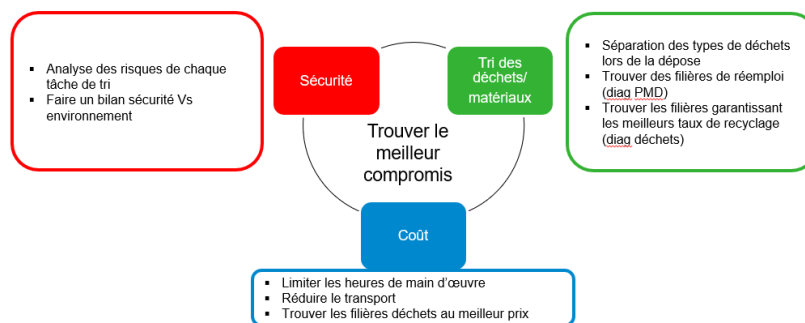 ▪ Analyse des risques de chaque
tâche de tri
▪ Faire un bilan sécurité Vs
environnement
Sécurité
Tri des
déchets/
matériaux
▪ Séparation des types de déchets
lors de la dépose
▪ Trouver des filières de réemploi
(diag PMD)
▪ Trouver les filières garantissant
les meilleurs taux de recyclage
(diag déchets)
Trouver le
meilleur
compromis
Coût
▪ Limiter les heures de main d'œuvre
▪ Réduire le transport
▪ Trouver les filières déchets au meilleur prix